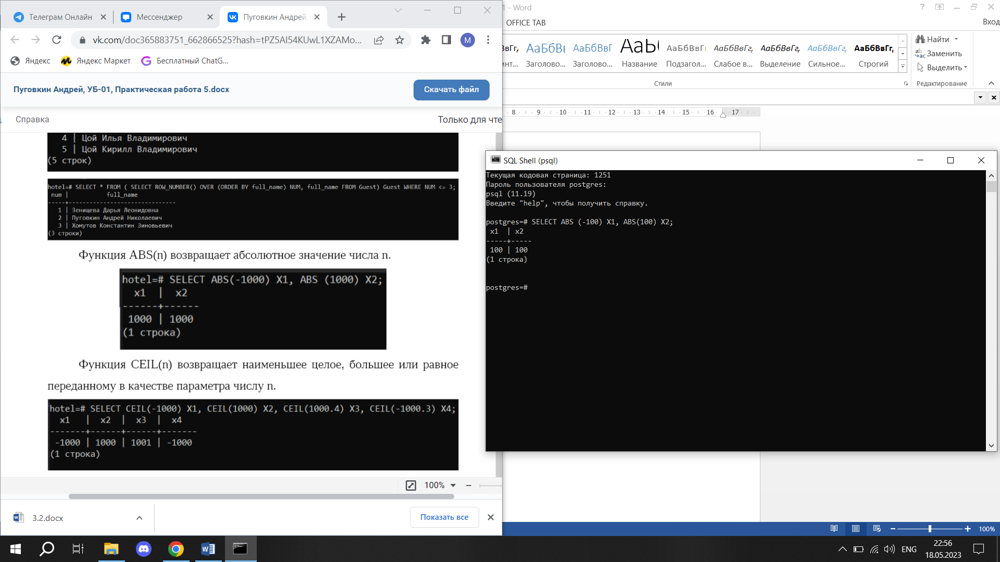 Телеграм Онлайн
Мессенджер
Пуговкин Андрей,
vk.com/doc365883751_662866525?hash=tPZ5AI54KUwL1XZAMo...
M
Яндекс
Яндекс Маркет
Бесплатный ChatG...
Пуговкин Андрей, УБ-01, Практическая работа 5.docx
Скачать файл
Справка
Только для чте
4 | Цой Илья Владимирович
5 | Цой Кирилл Владимирович
(5 строк)
hotel=# SELECT * FROM ( SELECT ROW_NUMBER() OVER (ORDER BY full_name) NUM, full_name FROM Guest) Guest WHERE NUM <= 3;
num | full_name
-----+-----------------------------
1 | Зенищева Дарья Леонидовна
2 | Пуговкин Андрей Николаевич
3 | Хомутов Константин Зиновьевич
(3 строки)
Функция ABS(n) возвращает абсолютное значение числа n.
hotel=# SELECT ABS(-1000) X1, ABS (1000) X2;
x1 | x2
------+------
1000 | 1000
(1 строка)
Функция CEIL(n) возвращает наименьшее целое, большее или равное
переданному в качестве параметра числу n.
hotel=# SELECT CEIL(-1000) X1, CEIL(1000) X2, CEIL(1000.4) X3, CEIL(-1000.3) X4;
x1 | x2 | x3 | x4
-------+------+------+-------
-1000 | 1000 | 1001 | -1000
(1 строка)
100%
3.2.docx
Показать все
1 - Word
OFFICE TAB
Вход
ВвГг,
АаБбВв
АаБбВвГ
АаБ
АаБбВвГг
АаБбВвГг,
АаБбВвГг,
АаБбВвГг,
АаБбВвГг,
инт...
Заголово...
Заголово...
Название
Подзагол...
Слабое в...
Выделение
Сильное...
Строгий
Стили
Найти
Заменить
Выделить
Редактирование
8 9 10 11 12 13 14 15 16 17
SQL Shell (psql)
Текущая кодовая страница: 1251
Пароль пользователя postgres:
psql (11.19)
Введите "help", чтобы получить справку.
postgres=# SELECT ABS (-100) X1, ABS(100) X2;
x1 | x2
-----+-----
100 | 100
(1 строка)
postgres=#
100%
ENG
22:56
18.05.2023